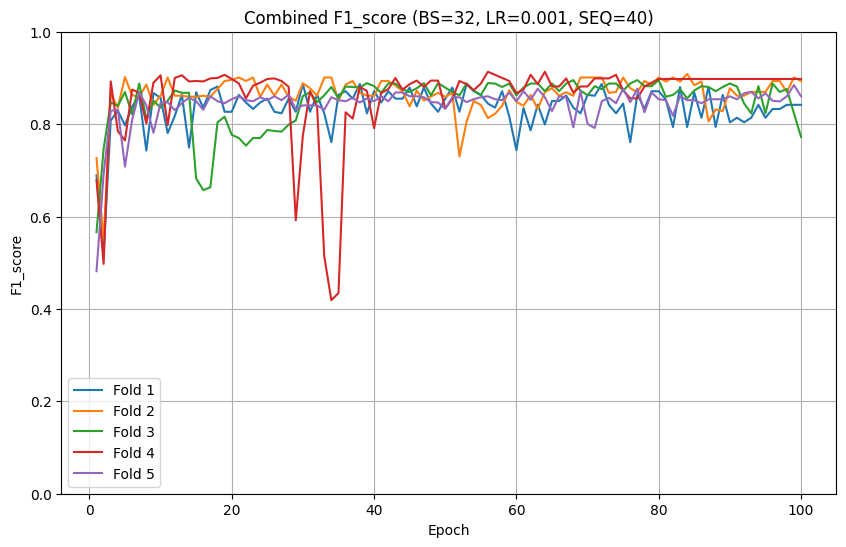 Combined F1_score (BS=32, LR=0.001, SEQ=40)
1.0
0.8
0.6
0.4
0.2
0.0
F1_score
Fold 1
Fold 2
Fold 3
Fold 4
Fold 5
0 20 40 60 80 100
Epoch